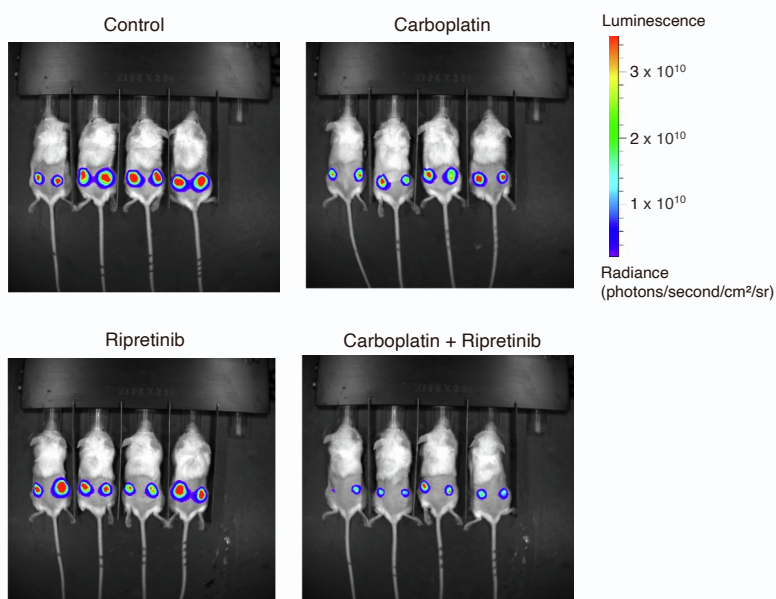 Control
Carboplatin
Luminescence
3 x 10¹⁰
2 x 10¹⁰
1 x 10¹⁰
Radiance
(photons/second/cm²/sr)
Ripretinib
Carboplatin + Ripretinib